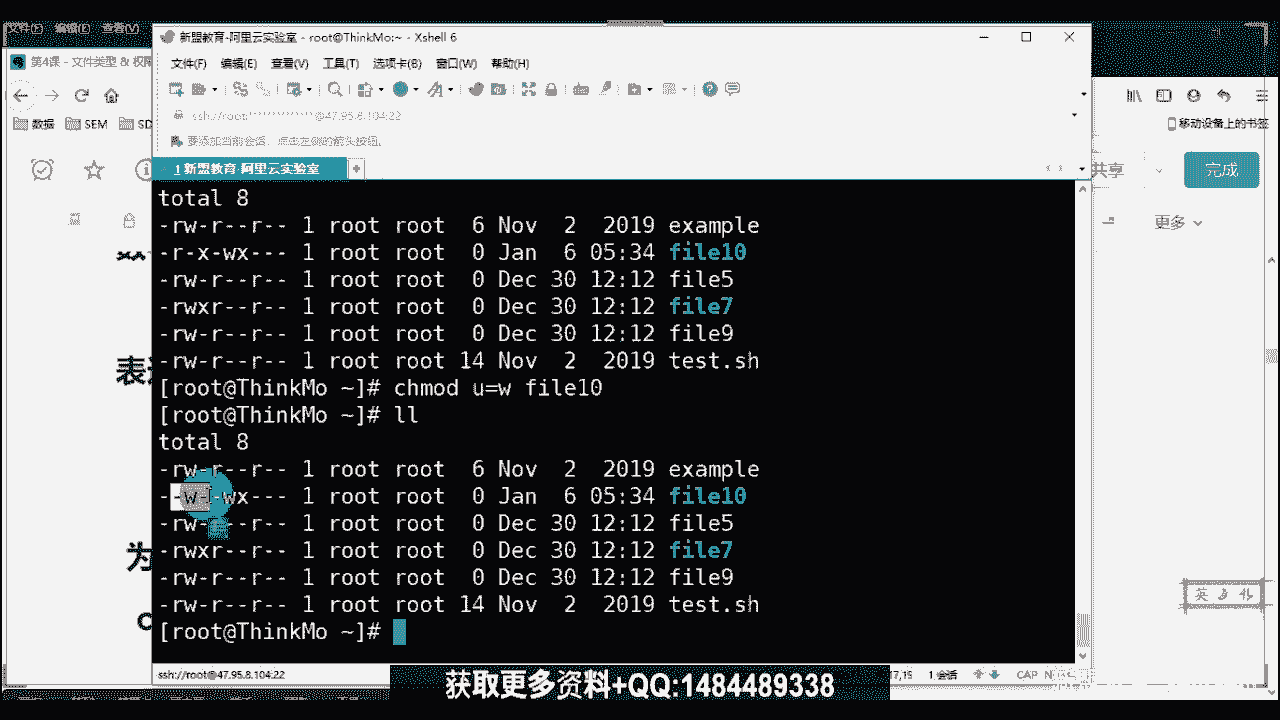 文件(F) 编辑(E) 查看(V)
新盟教育-阿里云实验室 - root@ThinkMo:~ - Xshell 6
第4课 - 文件类型 & 权限
文件(F) 编辑(E) 查看(V) 工具(T) 选项卡(B) 窗口(W) 帮助(H)
数据 SEM SD
移动设备上的书签
ssh://root:************@47.95.8.104:22
要添加当前会话，点击左侧的箭头按钮。
1 新盟教育-阿里云实验室
共享
完成
更多
total 8
-rw-r--r-- 1 root root  6 Nov  2  2019 example
-r-x-wx--- 1 root root  0 Jan  6 05:34 file10
-rw-r--r-- 1 root root  0 Dec 30 12:12 file5
-rwxr--r-- 1 root root  0 Dec 30 12:12 file7
-rw-r--r-- 1 root root  0 Dec 30 12:12 file9
-rw-r--r-- 1 root root 14 Nov  2  2019 test.sh
[root@ThinkMo ~]# chmod u=w file10
[root@ThinkMo ~]# ll
total 8
-rw-r--r-- 1 root root  6 Nov  2  2019 example
--w--wx--- 1 root root  0 Jan  6 05:34 file10
-rw-r--r-- 1 root root  0 Dec 30 12:12 file5
-rwxr--r-- 1 root root  0 Dec 30 12:12 file7
-rw-r--r-- 1 root root  0 Dec 30 12:12 file9
-rw-r--r-- 1 root root 14 Nov  2  2019 test.sh
[root@ThinkMo ~]#
为
英
ssh://root@47.95.8.104:22
17,15 1 会话 CAP
获取更多资料+QQ:1484489338